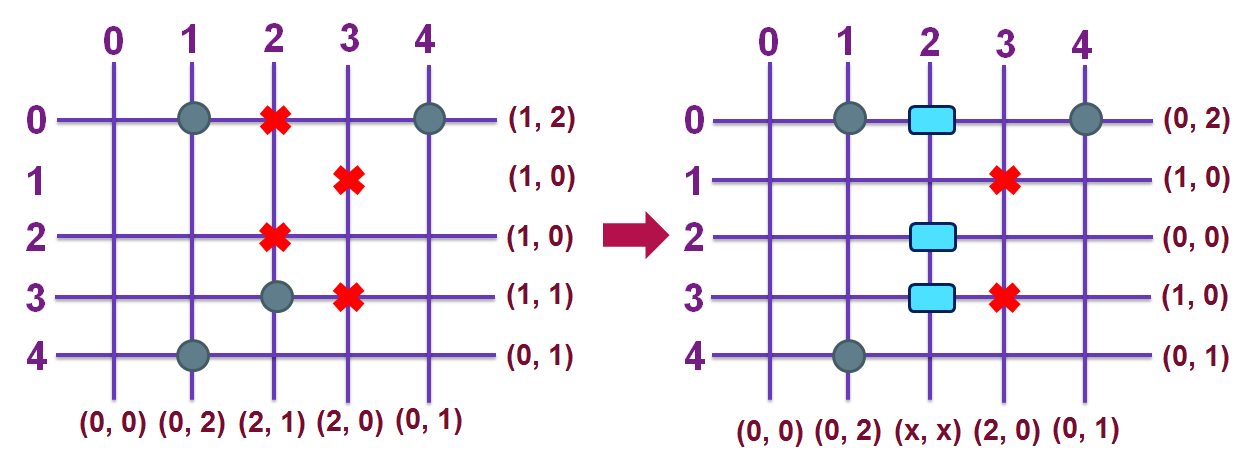 0 1 2 3 4
0 (1, 2)
1 (1, 0)
2 (1, 0)
3 (1, 1)
4 (0, 1)
(0, 0) (0, 2) (2, 1) (2, 0) (0, 1)
0 1 2 3 4
0 (0, 2)
1 (1, 0)
2 (0, 0)
3 (1, 0)
4 (0, 1)
(0, 0) (0, 2) (x, x) (2, 0) (0, 1)